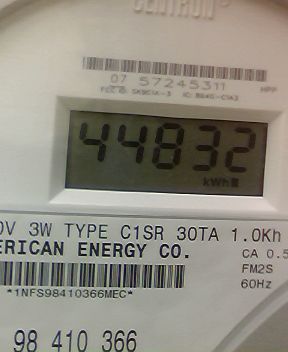 CENTRON®
07 57245311
44832
kWh
0V 3W TYPE C1SR 30TA 1.0Kh
ERICAN ENERGY CO.
CA 0.5
FM2S
*1NFS98410366MEC*
60Hz
98 410 366